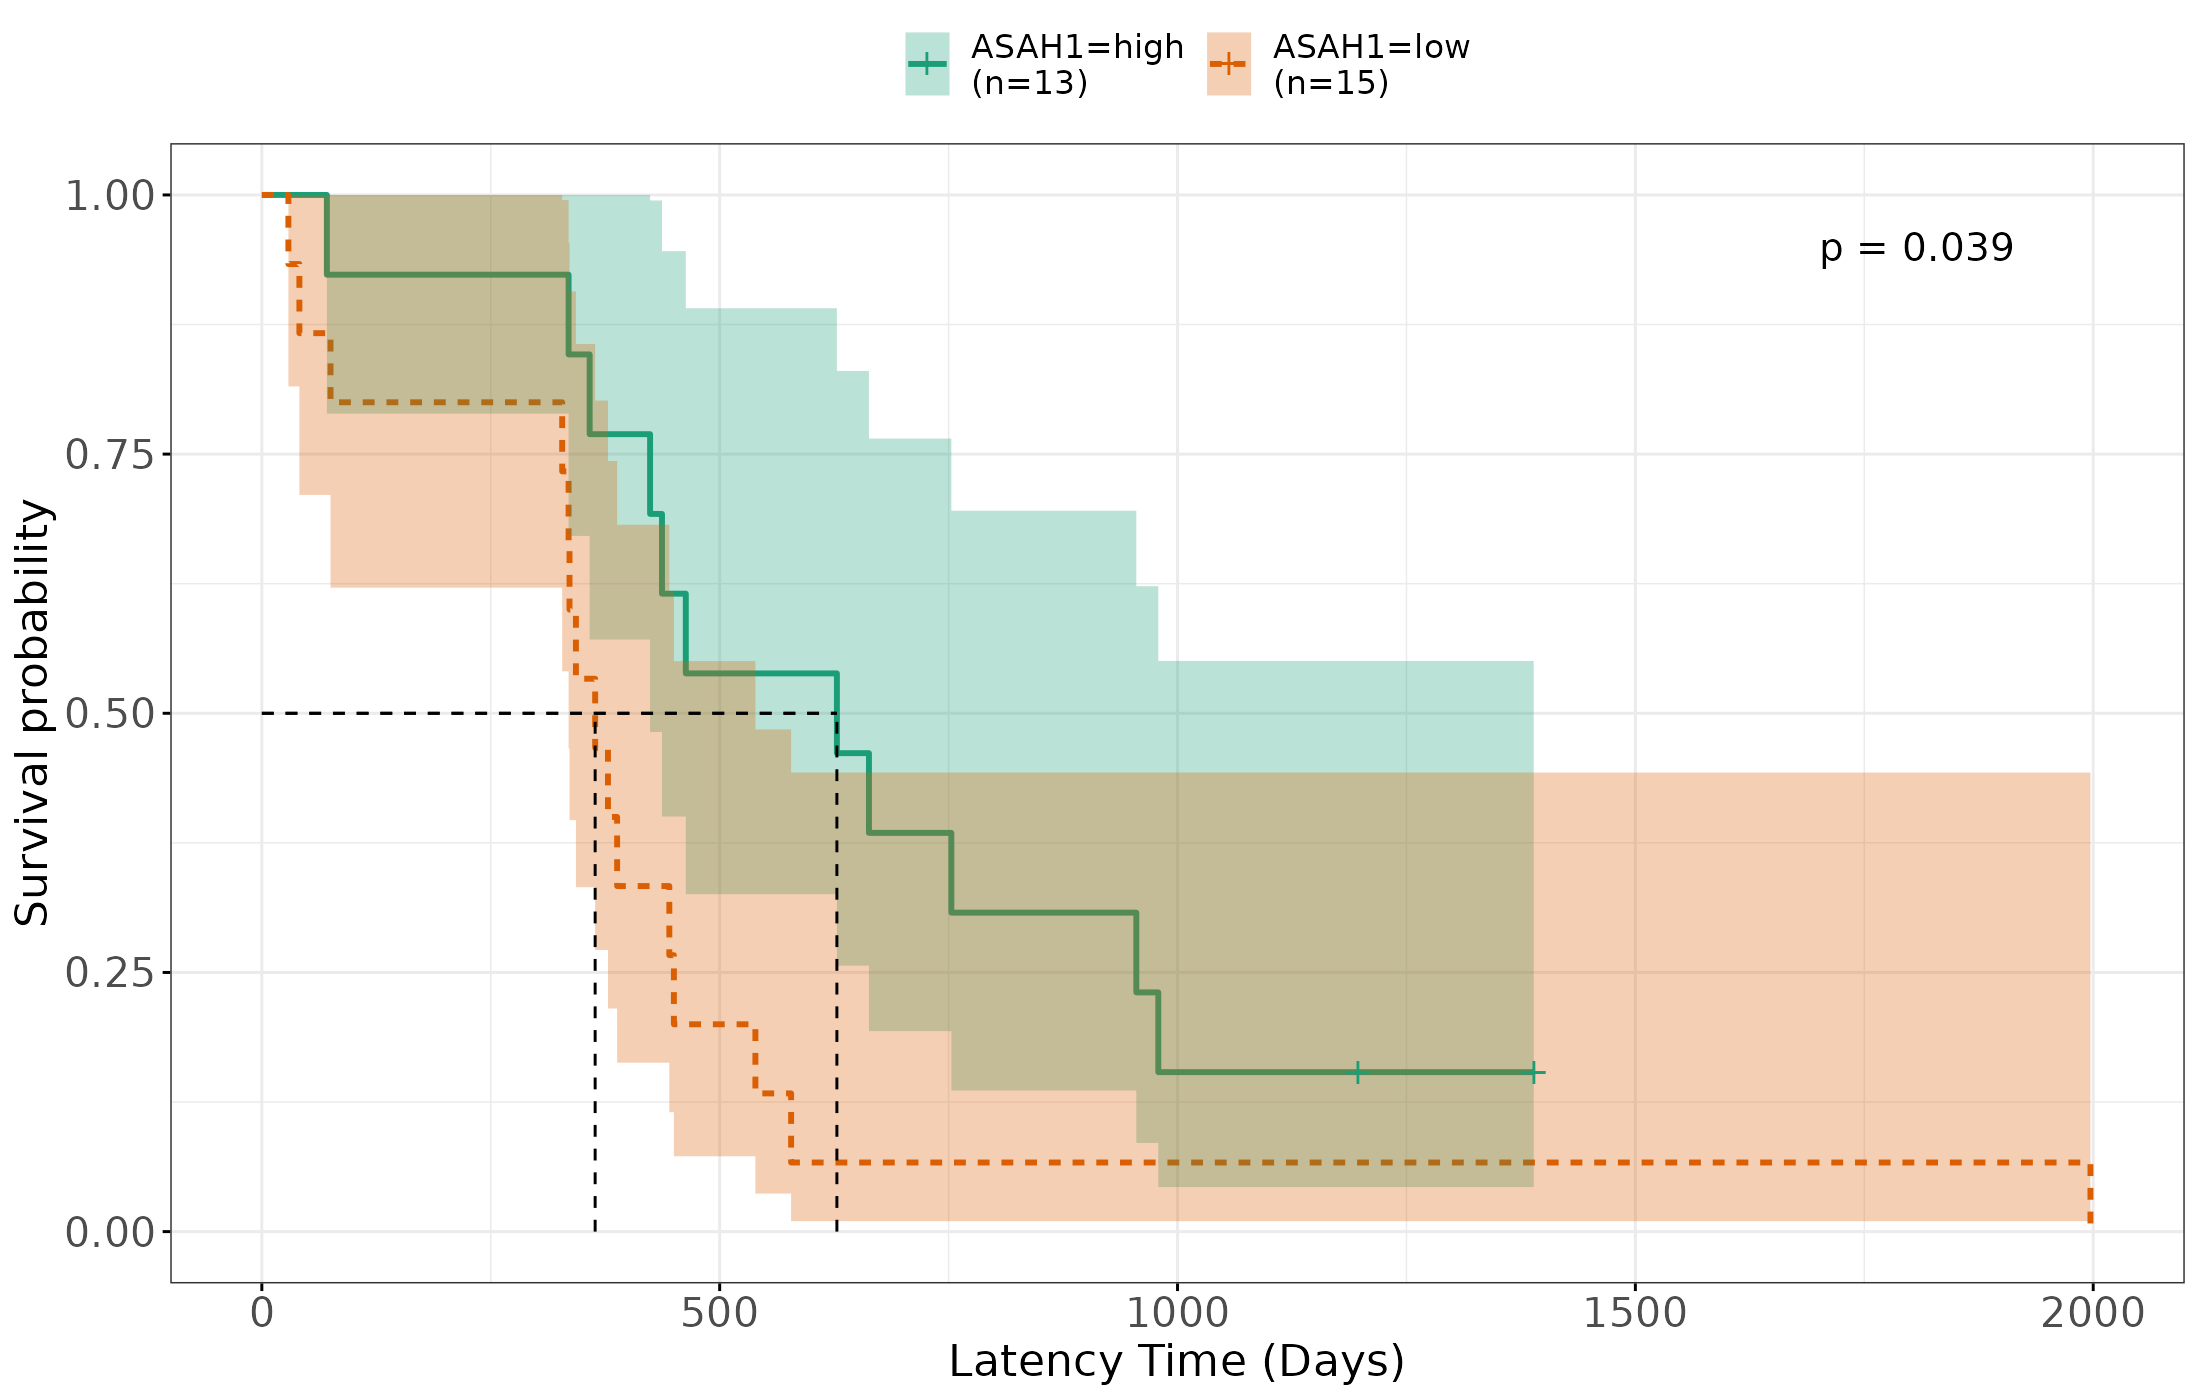 ASAH1=high
(n=13)
ASAH1=low
(n=15)
p = 0.039
1.00
0.75
0.50
0.25
0.00
Survival probability
0
500
1000
1500
2000
Latency Time (Days)